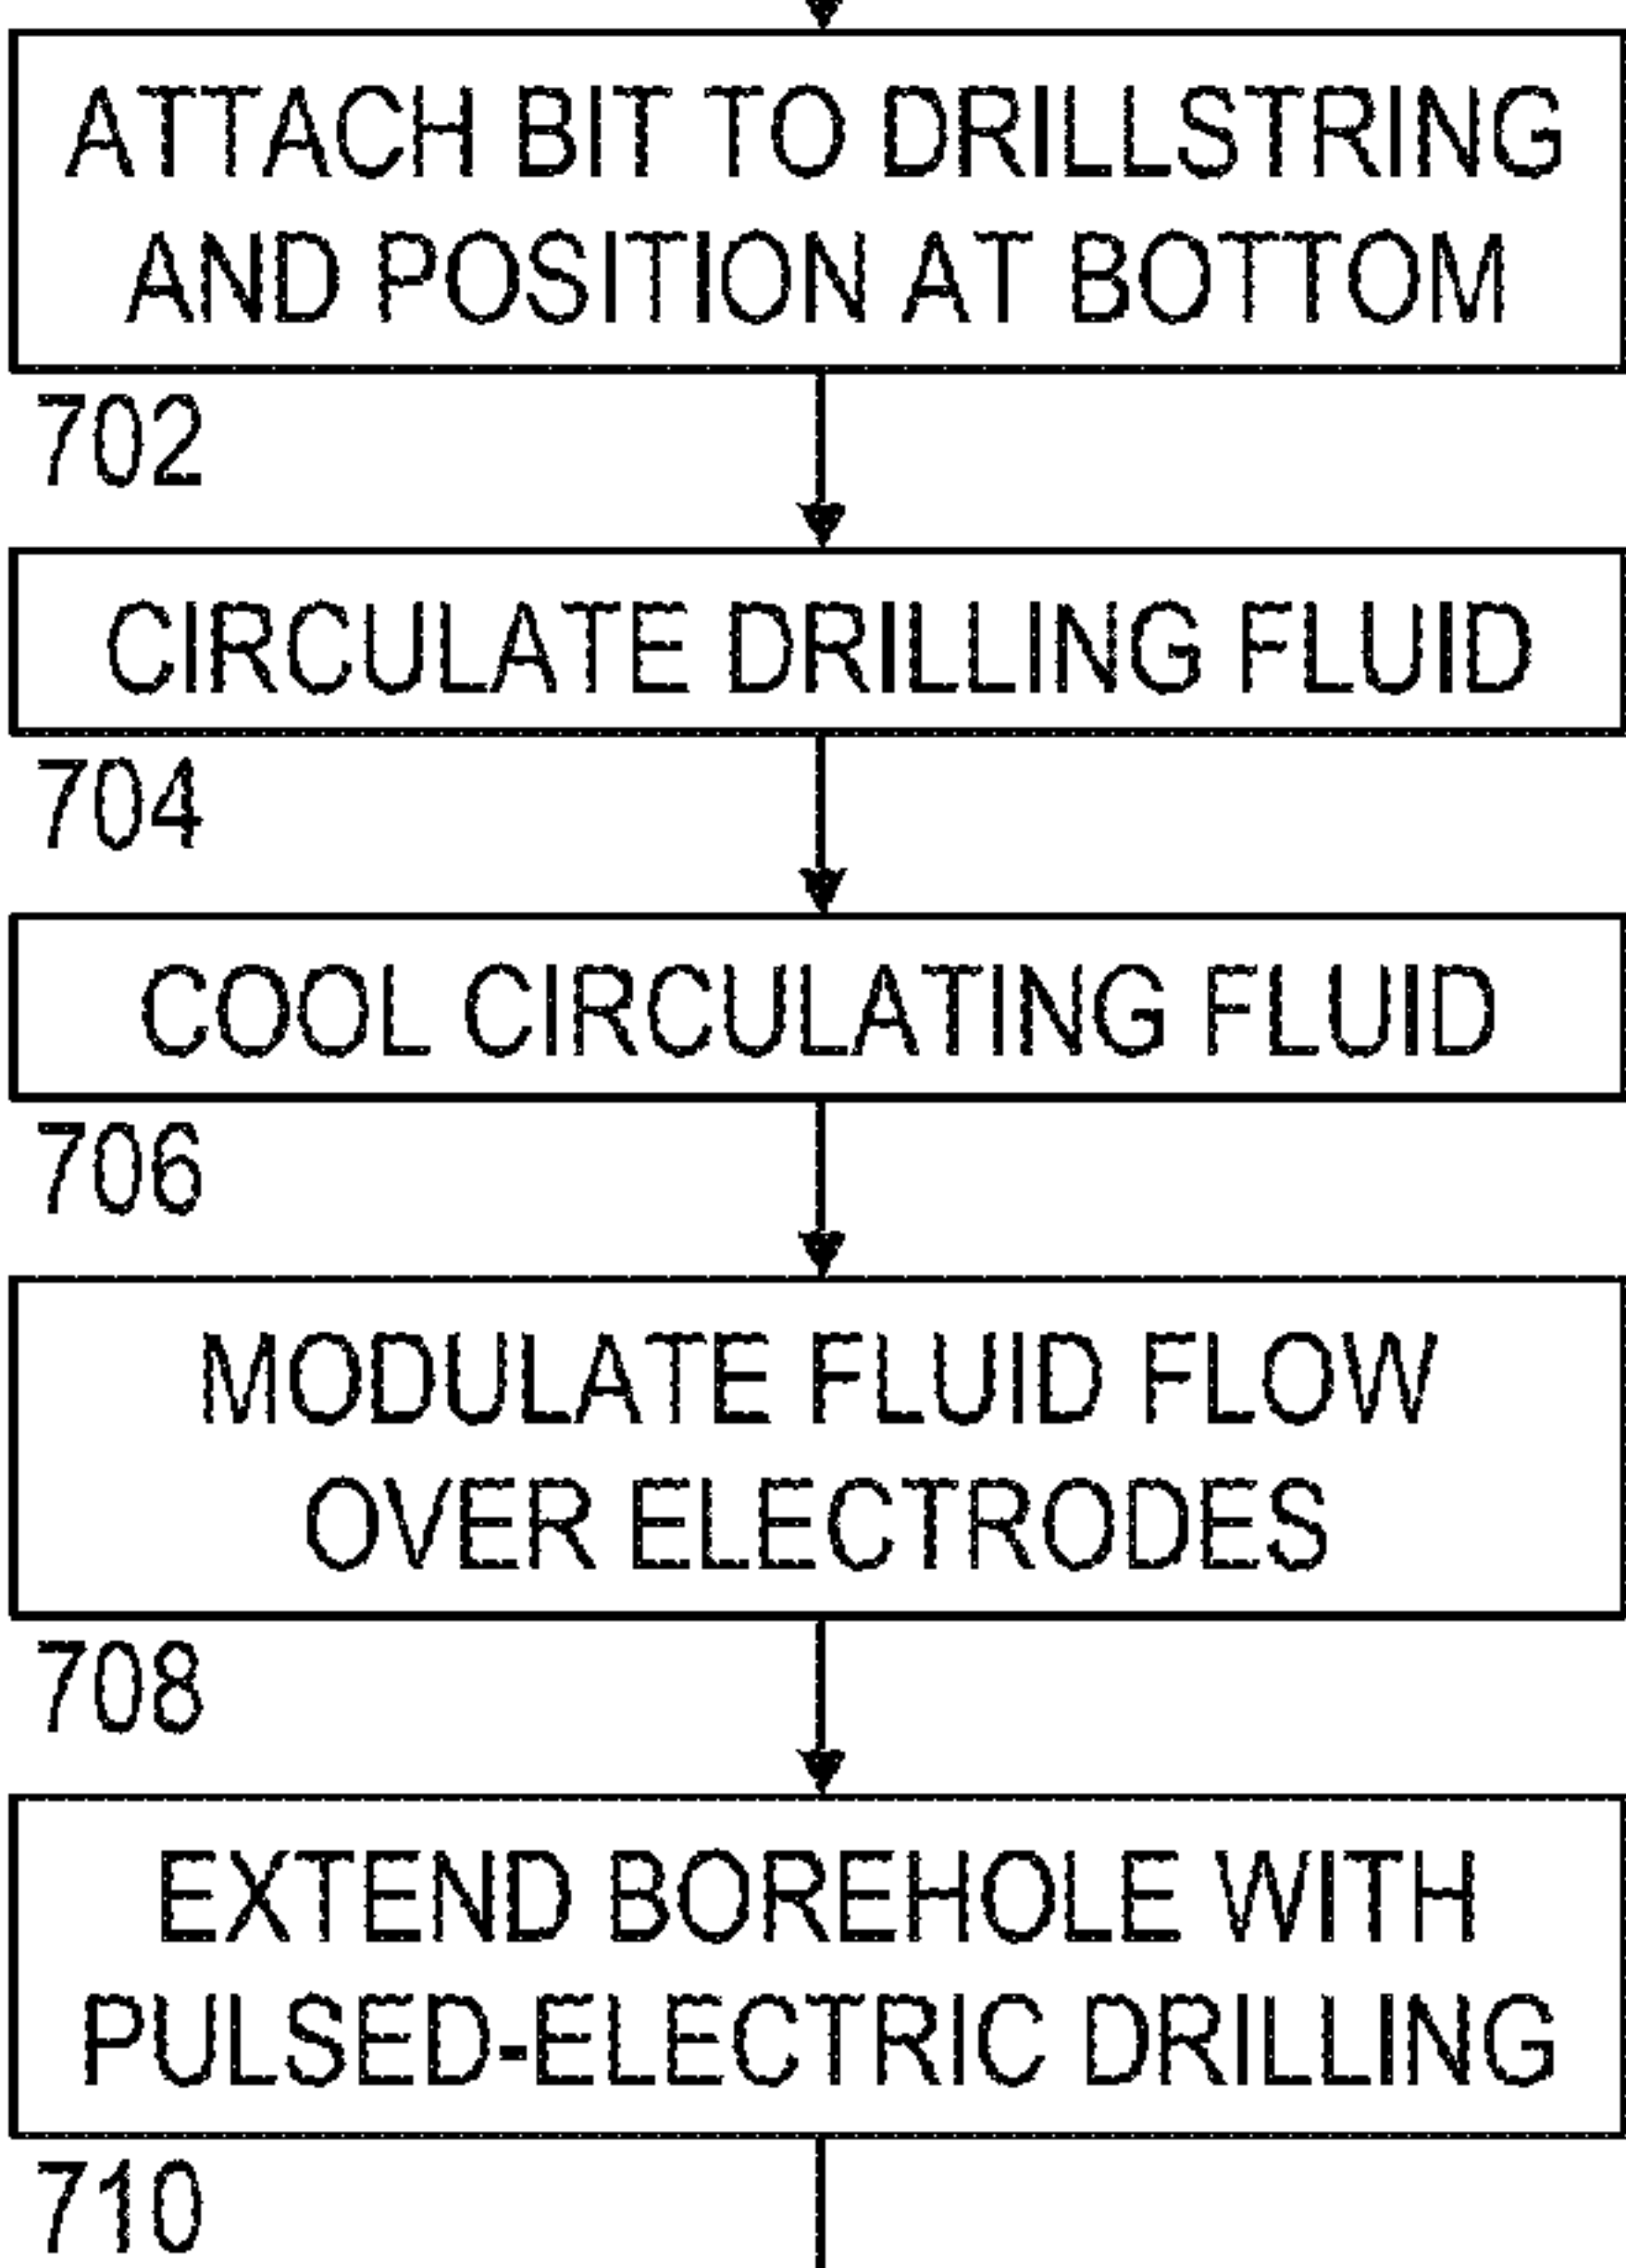 ATTACH BIT TO DRILLSTRING
AND POSITION AT BOTTOM
702
CIRCULATE DRILLING FLUID
704
COOL CIRCULATING FLUID
706
MODULATE FLUID FLOW
OVER ELECTRODES
708
EXTEND BOREHOLE WITH
PULSED-ELECTRIC DRILLING
710